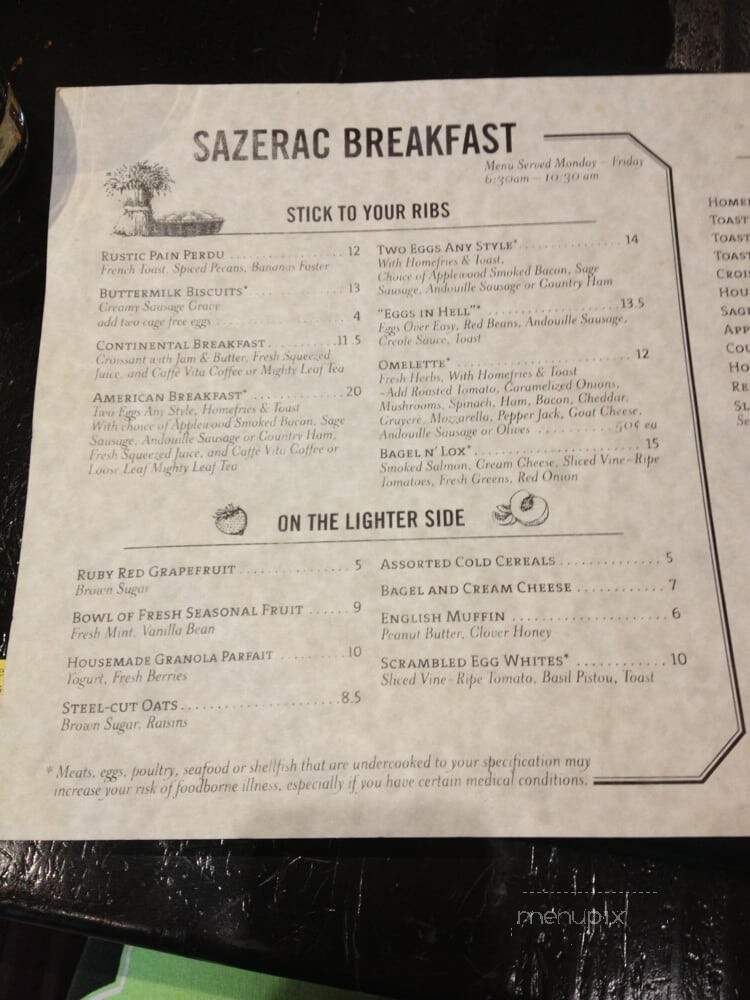 SAZERAC BREAKFAST
Menu Served Monday – Friday
6:30am – 10:30 am
STICK TO YOUR RIBS
RUSTIC PAIN PERDU ................ 12
French Toast, Spiced Pecans, Bananas Foster
BUTTERMILK BISCUITS* ............. 13
Creamy Sausage Gravy
add two cage free eggs ................ 4
CONTINENTAL BREAKFAST ........... 11.5
Croissant with Jam & Butter, Fresh Squeezed
Juice, and Caffé Vita Coffee or Mighty Leaf Tea
AMERICAN BREAKFAST* ............. 20
Two Eggs Any Style, Homefries & Toast
With choice of Applewood Smoked Bacon, Sage
Sausage, Andouille Sausage or Country Ham,
Fresh Squeezed Juice, and Caffé Vita Coffee or
Loose Leaf Mighty Leaf Tea
TWO EGGS ANY STYLE* .............. 14
With Homefries & Toast,
Choice of Applewood Smoked Bacon, Sage
Sausage, Andouille Sausage or Country Ham
"EGGS IN HELL"* .................. 13.5
Eggs Over Easy, Red Beans, Andouille Sausage,
Creole Sauce, Toast
OMELETTE* ....................... 12
Fresh Herbs, With Homefries & Toast
~Add Roasted Tomato, Caramelized Onions,
Mushrooms, Spinach, Ham, Bacon, Cheddar,
Gruyere, Mozzarella, Pepper Jack, Goat Cheese,
Andouille Sausage or Olives .......... 50¢ ea
BAGEL N' LOX* ................... 15
Smoked Salmon, Cream Cheese, Sliced Vine-Ripe
Tomatoes, Fresh Greens, Red Onion
ON THE LIGHTER SIDE
RUBY RED GRAPEFRUIT ............... 5
Brown Sugar
BOWL OF FRESH SEASONAL FRUIT ...... 9
Fresh Mint, Vanilla Bean
HOUSEMADE GRANOLA PARFAIT .......... 10
Yogurt, Fresh Berries
STEEL-CUT OATS .................... 8.5
Brown Sugar, Raisins
ASSORTED COLD CEREALS ............. 5
BAGEL AND CREAM CHEESE ............ 7
ENGLISH MUFFIN ................... 6
Peanut Butter, Clover Honey
SCRAMBLED EGG WHITES* ............ 10
Sliced Vine-Ripe Tomato, Basil Pistou, Toast
* Meats, eggs, poultry, seafood or shellfish that are undercooked to your specification may
increase your risk of foodborne illness, especially if you have certain medical conditions.
TOAST
TOAST
TOAST
menupix